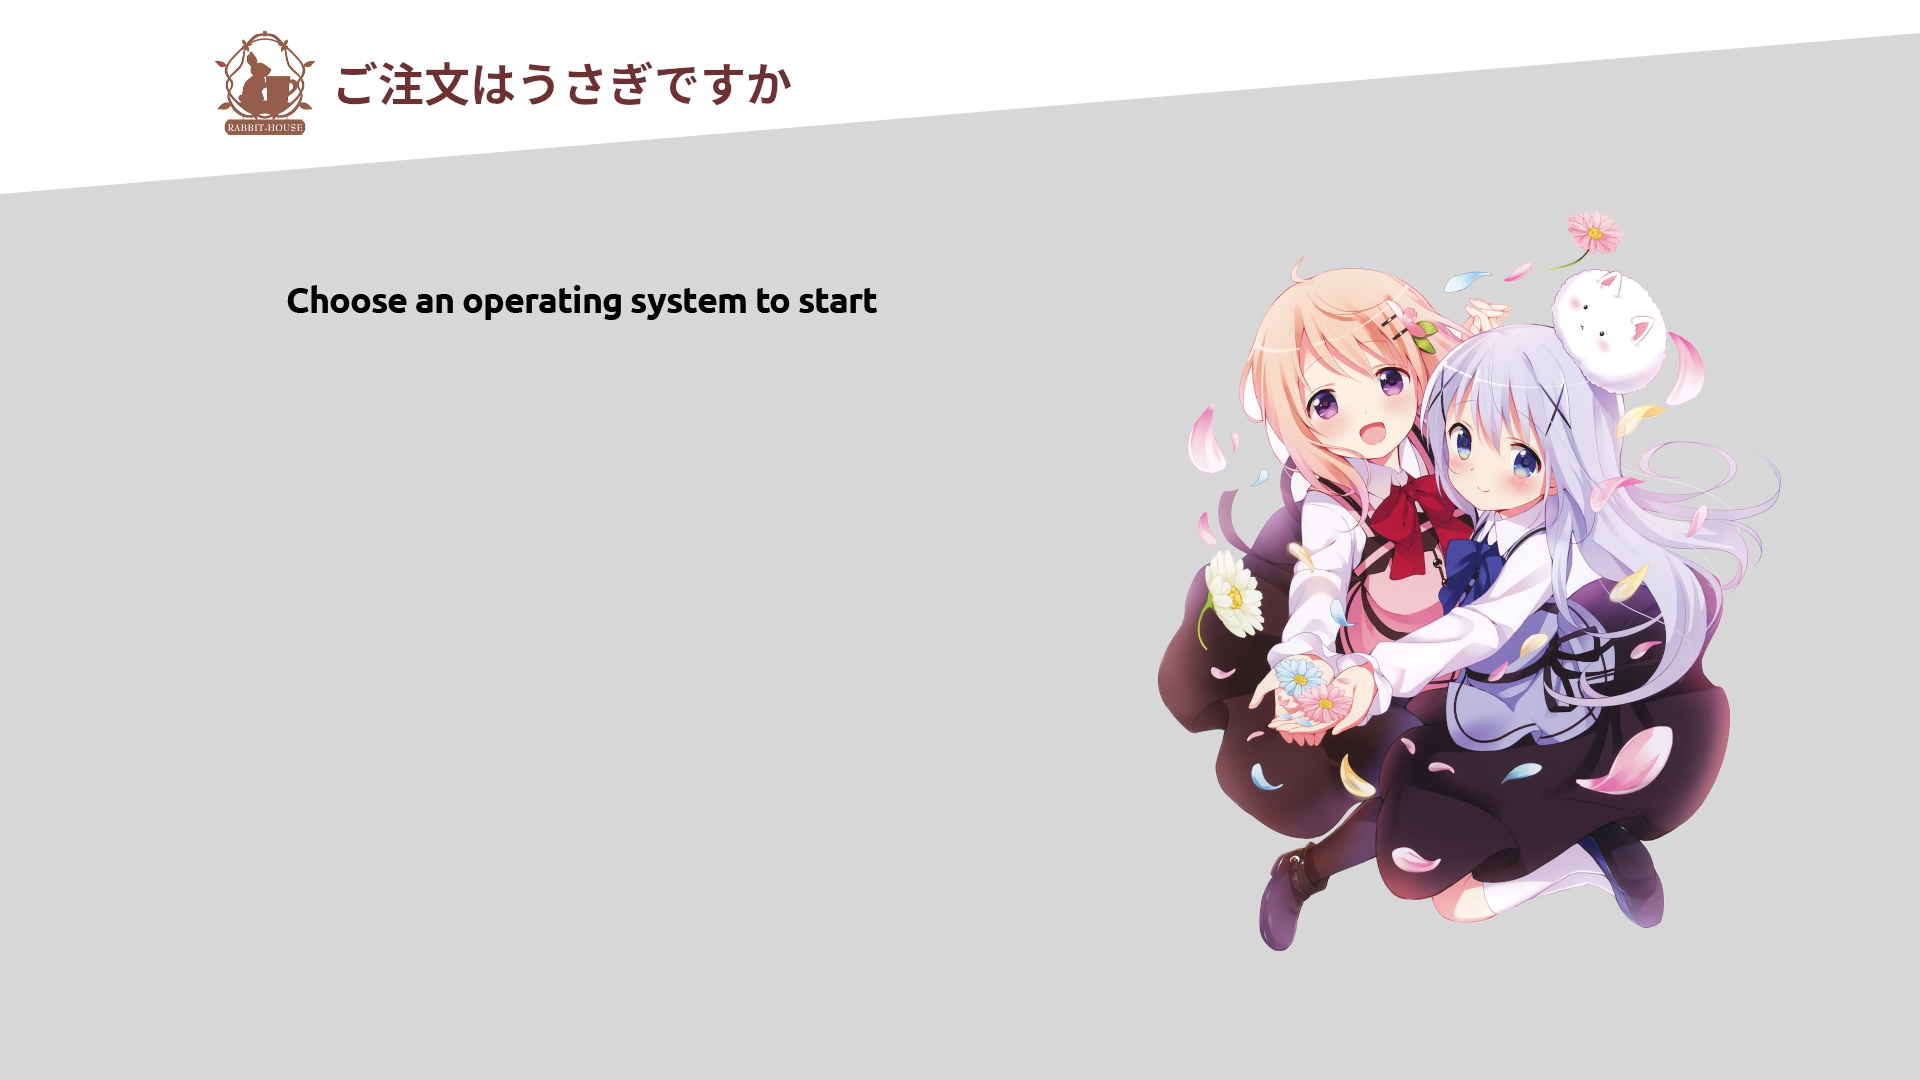 ご注文はうさぎですか
RABBIT-HOUSE
Choose an operating system to start